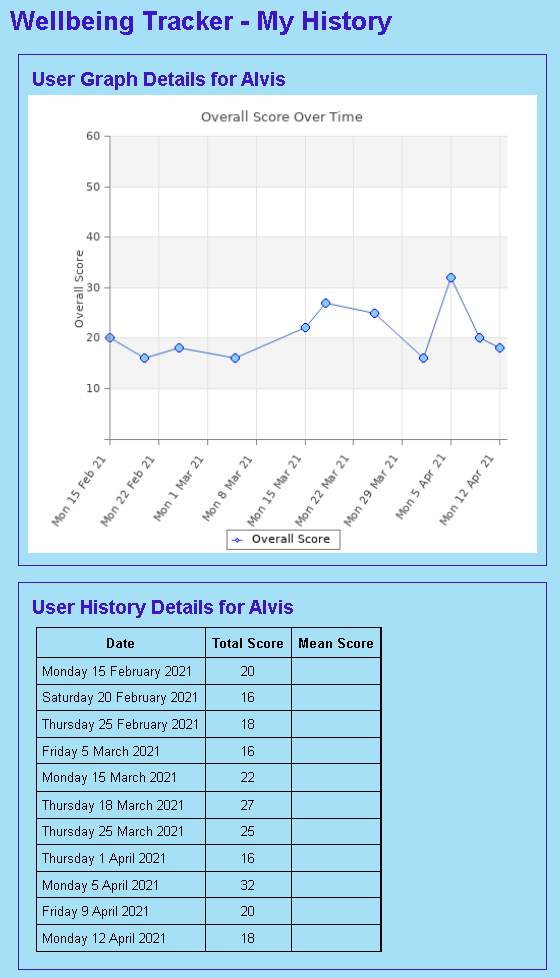 Wellbeing Tracker - My History
User Graph Details for Alvis
Overall Score Over Time
60
50
40
30
20
10
Overall Score
Mon 15 Feb 21
Mon 22 Feb 21
Mon 1 Mar 21
Mon 8 Mar 21
Mon 15 Mar 21
Mon 22 Mar 21
Mon 29 Mar 21
Mon 5 Apr 21
Mon 12 Apr 21
Overall Score
User History Details for Alvis
Date Total Score Mean Score
Monday 15 February 2021 20
Saturday 20 February 2021 16
Thursday 25 February 2021 18
Friday 5 March 2021 16
Monday 15 March 2021 22
Thursday 18 March 2021 27
Thursday 25 March 2021 25
Thursday 1 April 2021 16
Monday 5 April 2021 32
Friday 9 April 2021 20
Monday 12 April 2021 18